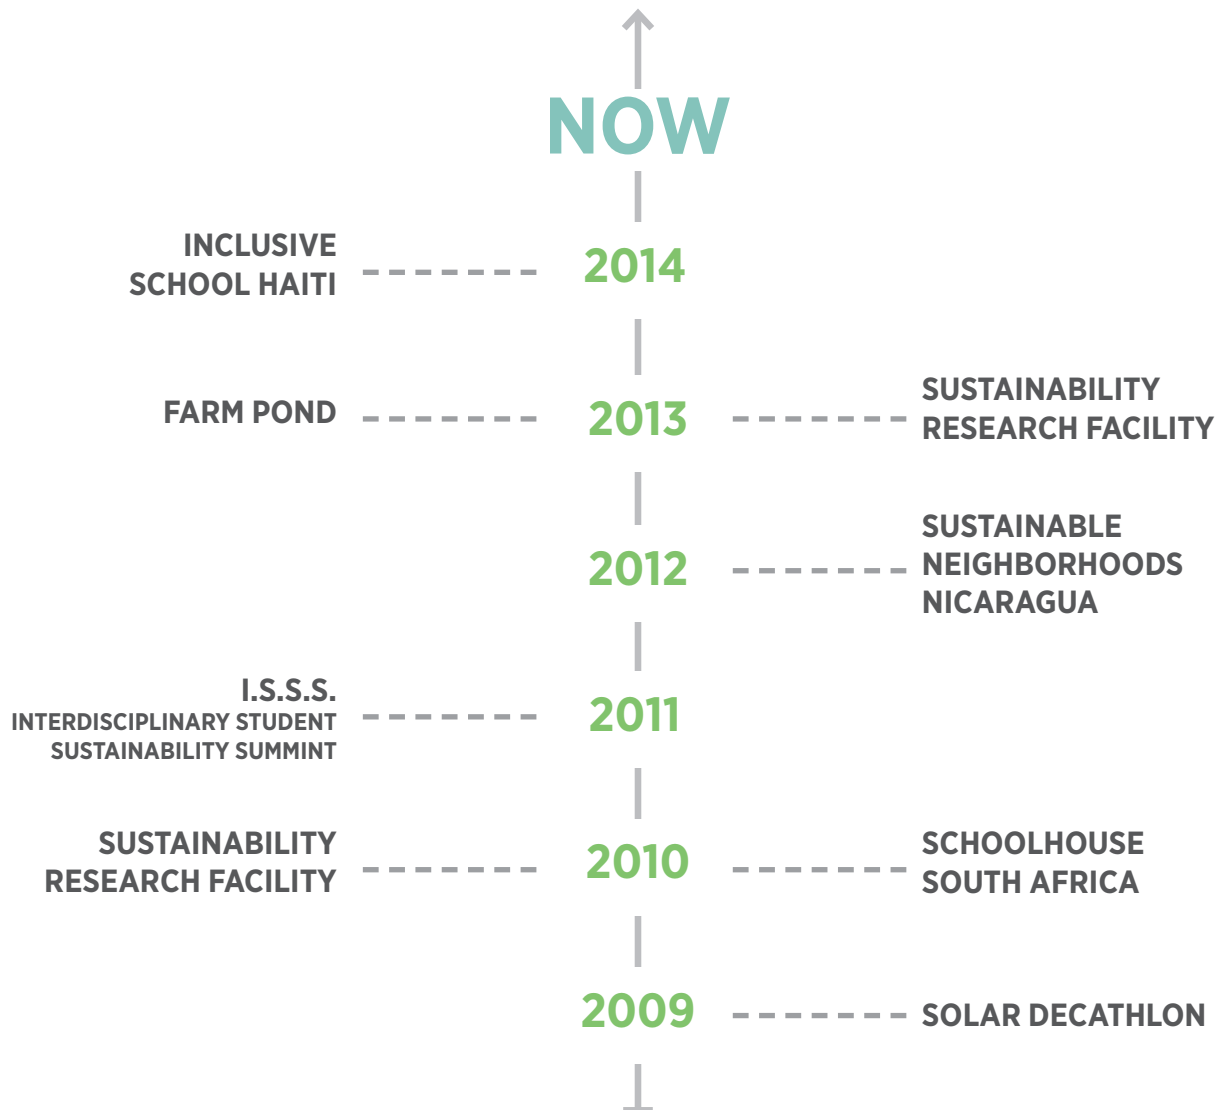 NOW
INCLUSIVE
SCHOOL HAITI
2014
FARM POND
2013
SUSTAINABILITY
RESEARCH FACILITY
2012
SUSTAINABLE
NEIGHBORHOODS
NICARAGUA
I.S.S.S.
INTERDISCIPLINARY STUDENT
SUSTAINABILITY SUMMINT
2011
SUSTAINABILITY
RESEARCH FACILITY
2010
SCHOOLHOUSE
SOUTH AFRICA
2009
SOLAR DECATHLON